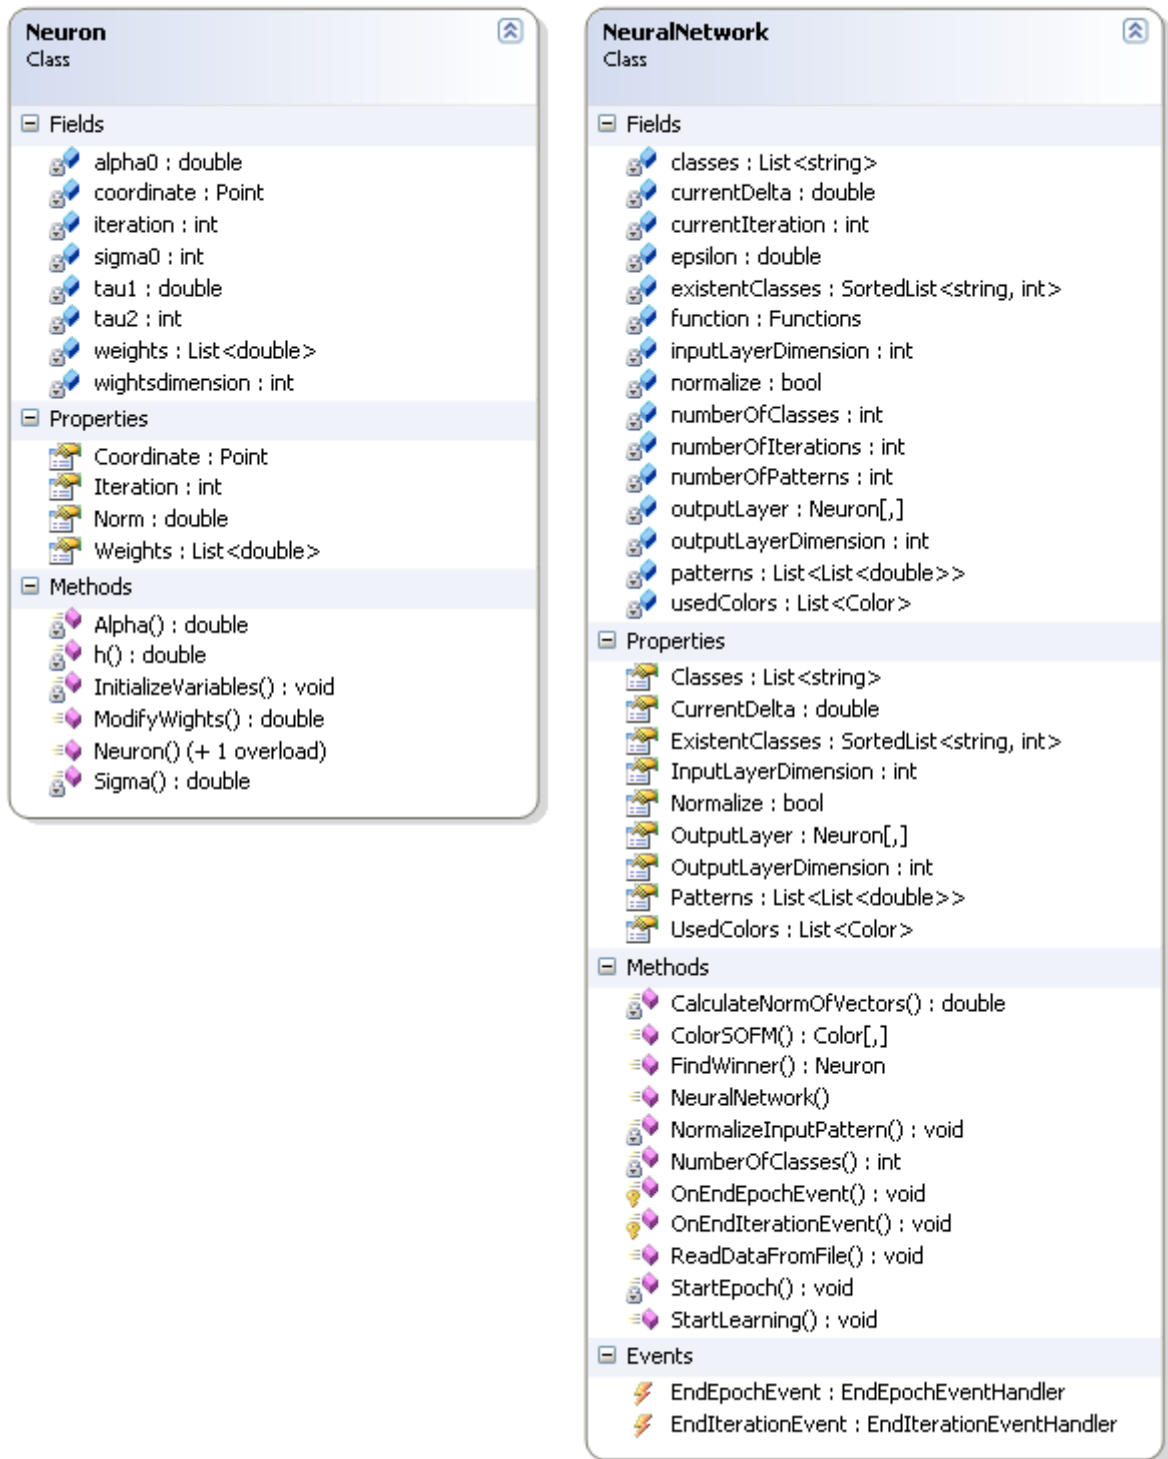 Neuron
Class
Fields
alpha0 : double
coordinate : Point
iteration : int
sigma0 : int
tau1 : double
tau2 : int
weights : List<double>
wightsdimension : int
Properties
Coordinate : Point
Iteration : int
Norm : double
Weights : List<double>
Methods
Alpha() : double
h() : double
InitializeVariables() : void
ModifyWights() : double
Neuron() (+ 1 overload)
Sigma() : double
NeuralNetwork
Class
Fields
classes : List<string>
currentDelta : double
currentIteration : int
epsilon : double
existentClasses : SortedList<string, int>
function : Functions
inputLayerDimension : int
normalize : bool
numberOfClasses : int
numberOfIterations : int
numberOfPatterns : int
outputLayer : Neuron[,]
outputLayerDimension : int
patterns : List<List<double>>
usedColors : List<Color>
Properties
Classes : List<string>
CurrentDelta : double
ExistentClasses : SortedList<string, int>
InputLayerDimension : int
Normalize : bool
OutputLayer : Neuron[,]
OutputLayerDimension : int
Patterns : List<List<double>>
UsedColors : List<Color>
Methods
CalculateNormOfVectors() : double
ColorSOFM() : Color[,]
FindWinner() : Neuron
NeuralNetwork()
NormalizeInputPattern() : void
NumberOfClasses() : int
OnEndEpochEvent() : void
OnEndIterationEvent() : void
ReadDataFromFile() : void
StartEpoch() : void
StartLearning() : void
Events
EndEpochEvent : EndEpochEventHandler
EndIterationEvent : EndIterationEventHandler